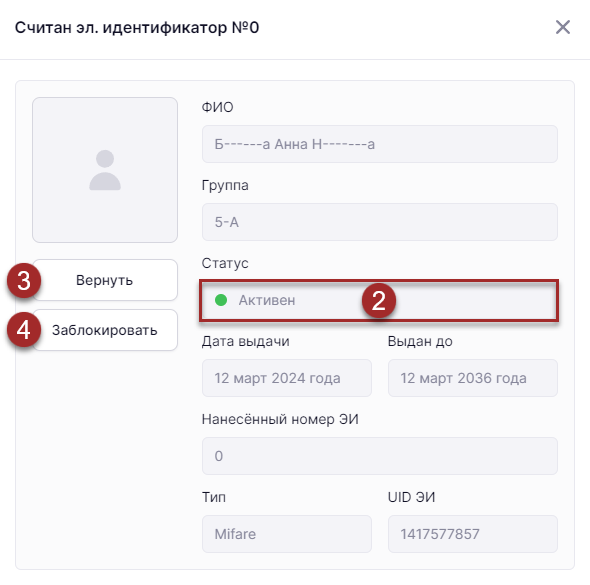 Считан эл. идентификатор №0
ФИО
Б------а Анна Н-------а
Группа
5-А
Статус
Активен 2
3 Вернуть
4 Заблокировать
Дата выдачи Выдан до
12 март 2024 года 12 март 2036 года
Нанесённый номер ЭИ
0
Тип UID ЭИ
Mifare 1417577857